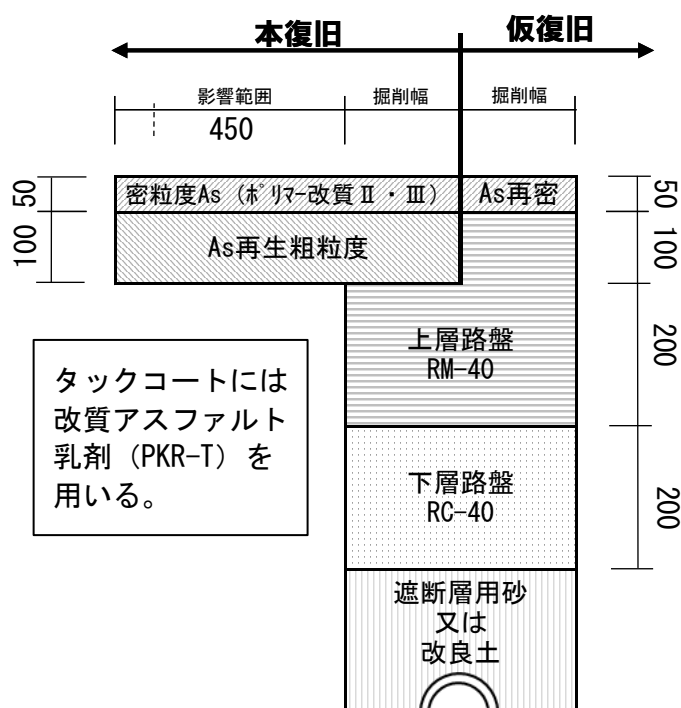 本復旧
仮復旧
影響範囲
掘削幅
掘削幅
450
50
密粒度As（ﾎﾟﾘﾏｰ改質Ⅱ・Ⅲ）
As再密
50
100
As再生粗粒度
100
上層路盤
RM-40
200
タックコートには
改質アスファルト
乳剤（PKR-T）を
用いる。
下層路盤
RC-40
200
遮断層用砂
又は
改良土